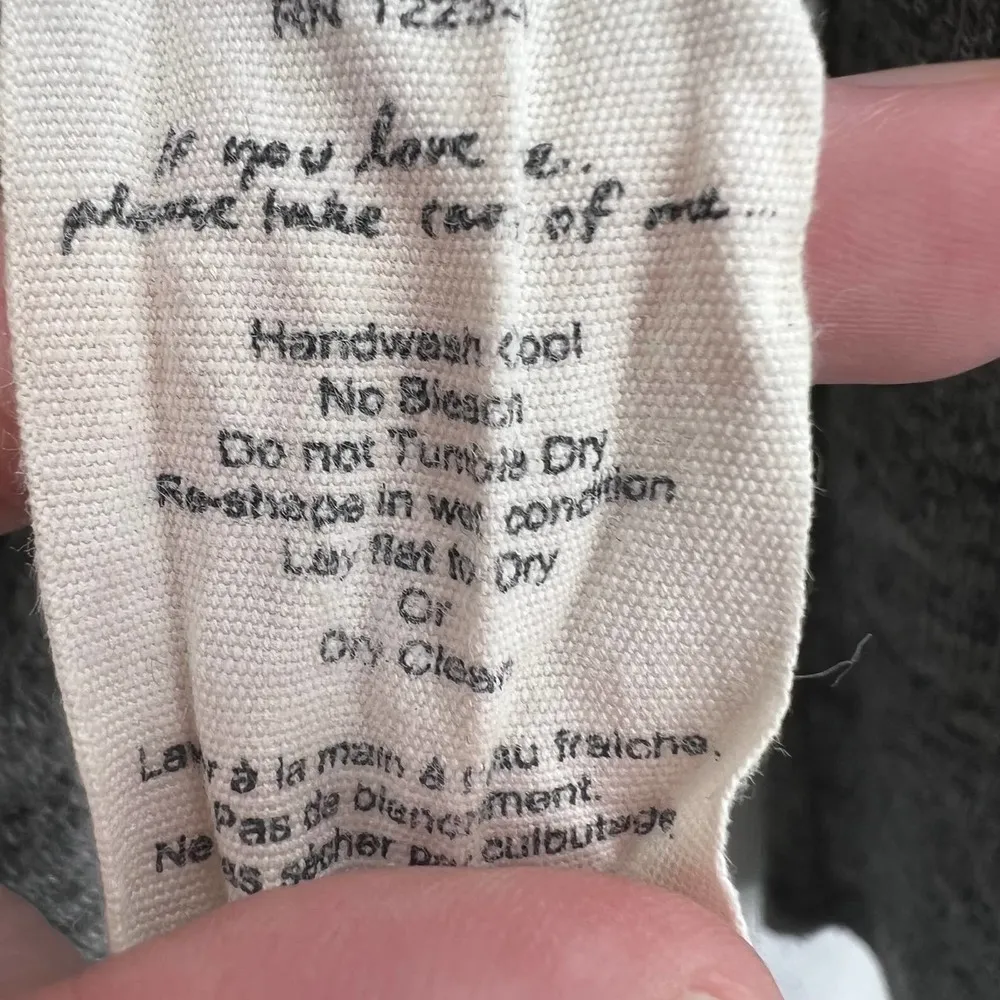 RN 1223
If you love
please take care of me...
Handwash cool
No Bleach
Do not Tumble Dry
Re-shape in wet condition
Lay flat to Dry
Or
Dry Clean
Laver à la main à eau fraiche.
Pas de blanchiment.
Ne pas sécher par culbutage